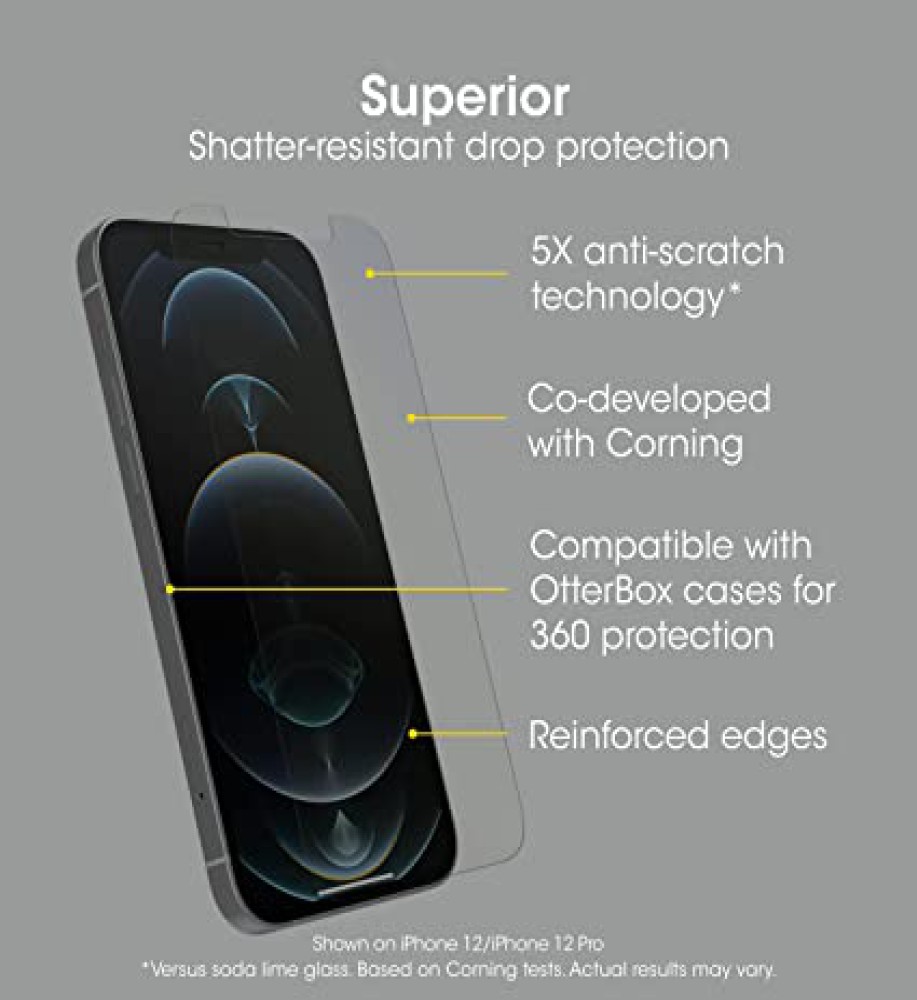 Superior
Shatter-resistant drop protection
5X anti-scratch
technology*
Co-developed
with Corning
Compatible with
OtterBox cases for
360 protection
Reinforced edges
Shown on iPhone 12/iPhone 12 Pro
*Versus soda lime glass. Based on Corning tests. Actual results may vary.